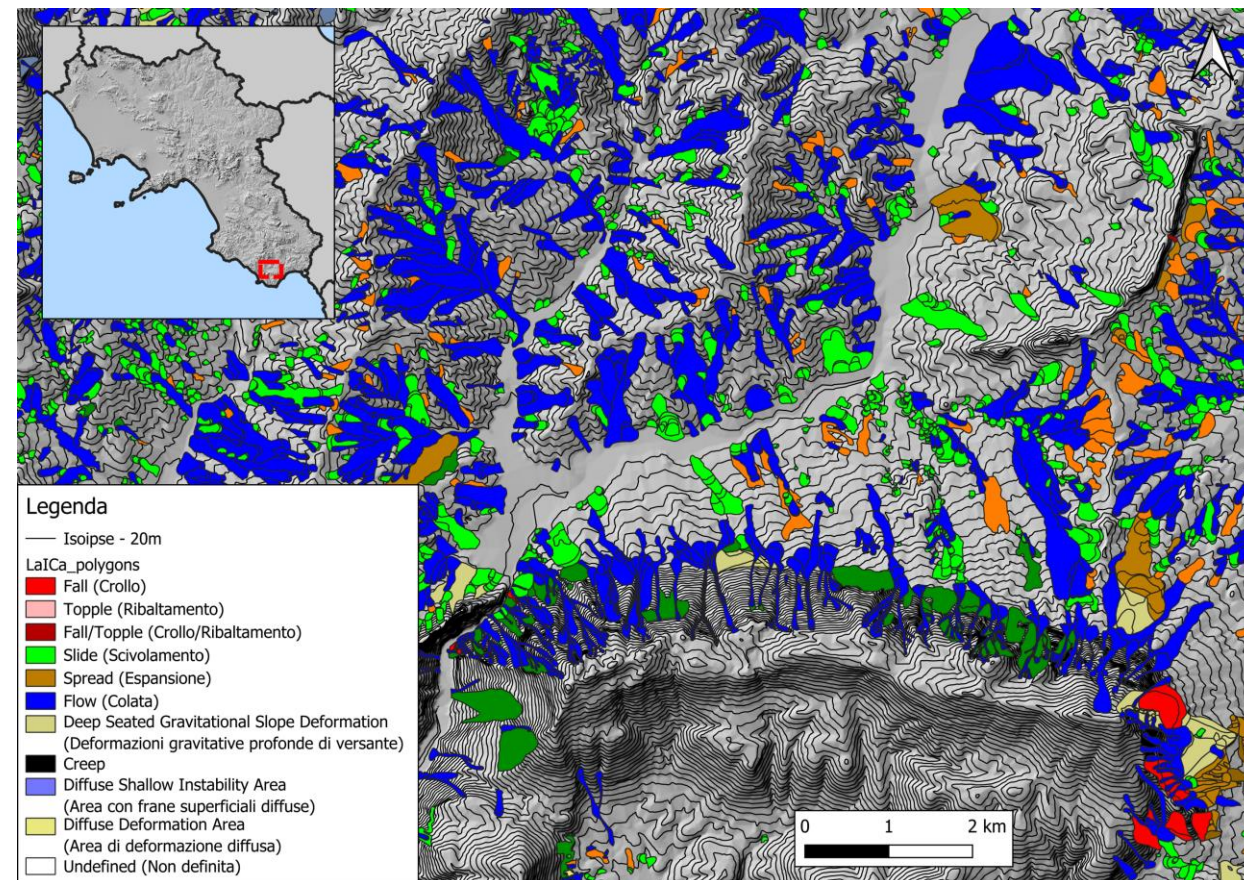 Legenda
Isoipse - 20m
LaICa_polygons
Fall (Crollo)
Topple (Ribaltamento)
Fall/Topple (Crollo/Ribaltamento)
Slide (Scivolamento)
Spread (Espansione)
Flow (Colata)
Deep Seated Gravitational Slope Deformation
(Deformazioni gravitative profonde di versante)
Creep
Diffuse Shallow Instability Area
(Area con frane superficiali diffuse)
Diffuse Deformation Area
(Area di deformazione diffusa)
Undefined (Non definita)
0 1 2 km